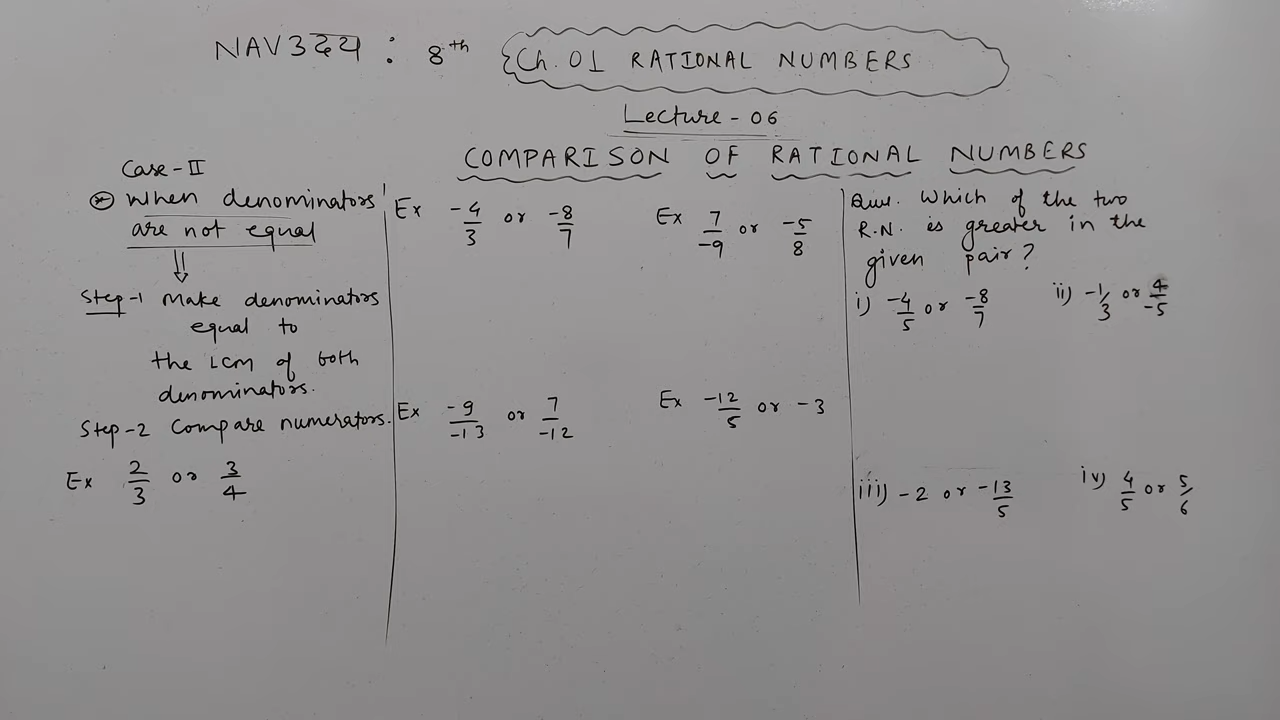 NAV322 : 8th Ch. 01 RATIONAL NUMBERS
Lecture - 06
COMPARISON OF RATIONAL NUMBERS
Case-II
When denominators
are not equal
⇓
Step-1 Make denominators
equal to
the LCM of both
denominators.
Step-2 Compare numerators.
Ex 2/3 or 3/4
Ex -4/3 or -8/7
Ex 7/-9 or -5/8
Ex -9/-13 or 7/-12
Ex -12/5 or -3
Which of the two
R.N. is greater in the
given pair?
i) -4/5 or -8/7
ii) -1/3 or 4/-5
iii) -2 or -13/5
iv) 4/5 or 5/6